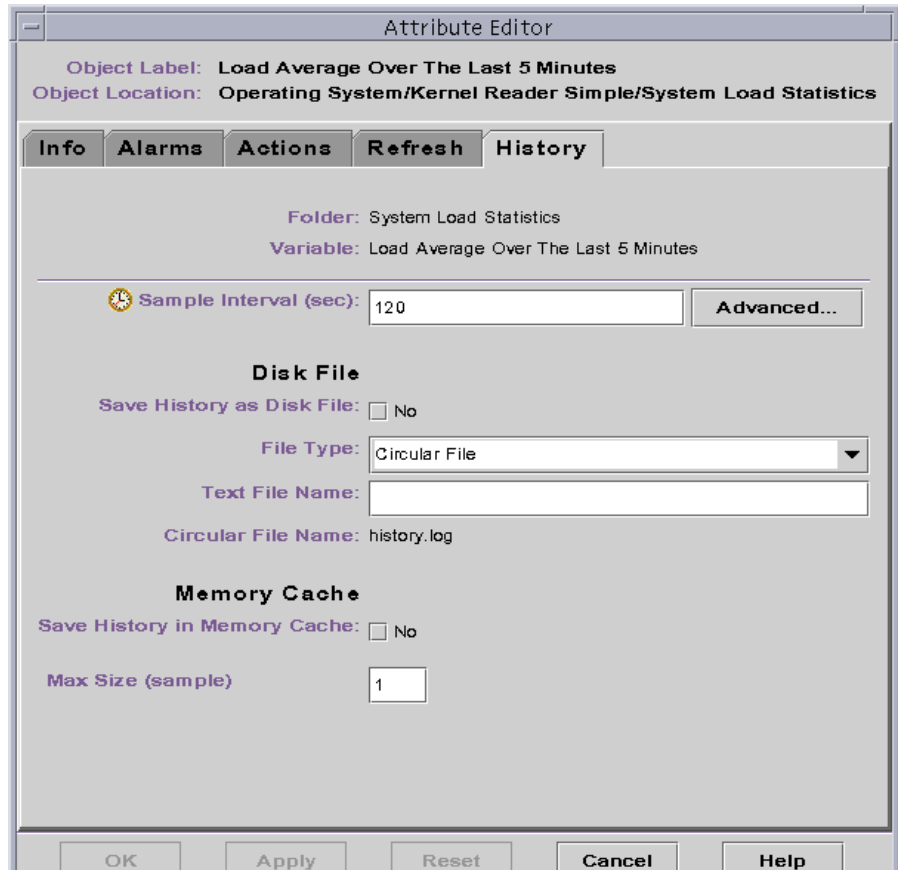 Attribute Editor
Object Label: Load Average Over The Last 5 Minutes
Object Location: Operating System/Kernel Reader Simple/System Load Statistics
Info Alarms Actions Refresh History
Folder: System Load Statistics
Variable: Load Average Over The Last 5 Minutes
Sample Interval (sec): 120 Advanced...
Disk File
Save History as Disk File: No
File Type: Circular File
Text File Name:
Circular File Name: history.log
Memory Cache
Save History in Memory Cache: No
Max Size (sample) 1
OK Apply Reset Cancel Help